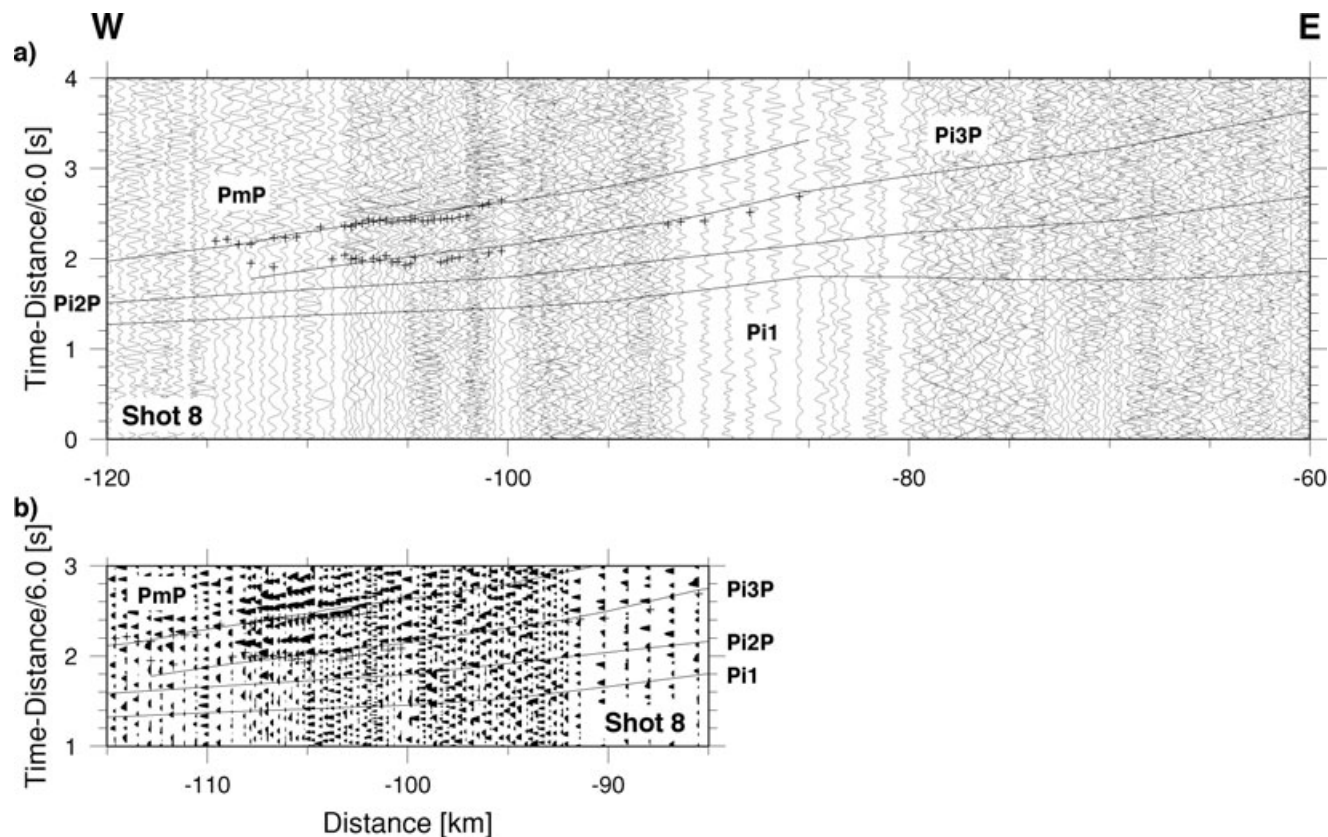 W E
a)
4
3
2
1
0
Time-Distance/6.0 [s]
Pi3P
PmP
Pi2P
Pi1
Shot 8
-120 -100 -80 -60
b)
3
2
1
Time-Distance/6.0 [s]
PmP
Pi3P
Pi2P
Pi1
Shot 8
-110 -100 -90
Distance [km]